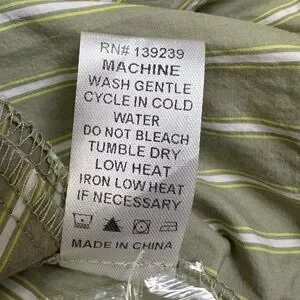 RN# 139239
MACHINE
WASH GENTLE
CYCLE IN COLD
WATER
DO NOT BLEACH
TUMBLE DRY
LOW HEAT
IRON LOW HEAT
IF NECESSARY
MADE IN CHINA